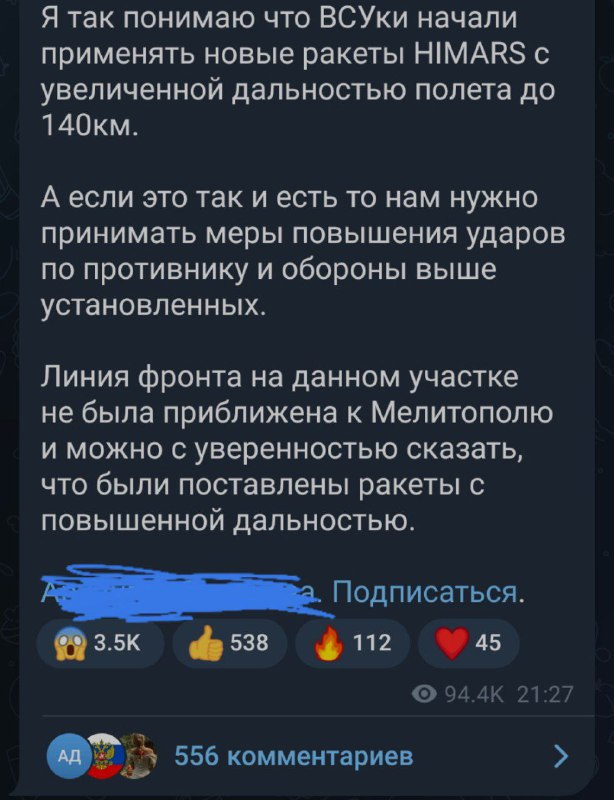 Я так понимаю что ВСУки начали
применять новые ракеты HIMARS с
увеличенной дальностью полета до
140км.
А если это так и есть то нам нужно
принимать меры повышения ударов
по противнику и обороны выше
установленных.
Линия фронта на данном участке
не была приближена к Мелитополю
и можно с уверенностью сказать,
что были поставлены ракеты с
повышенной дальностью.
Подписаться.
3.5K 538 112 45
94.4K 21:27
АД 556 комментариев